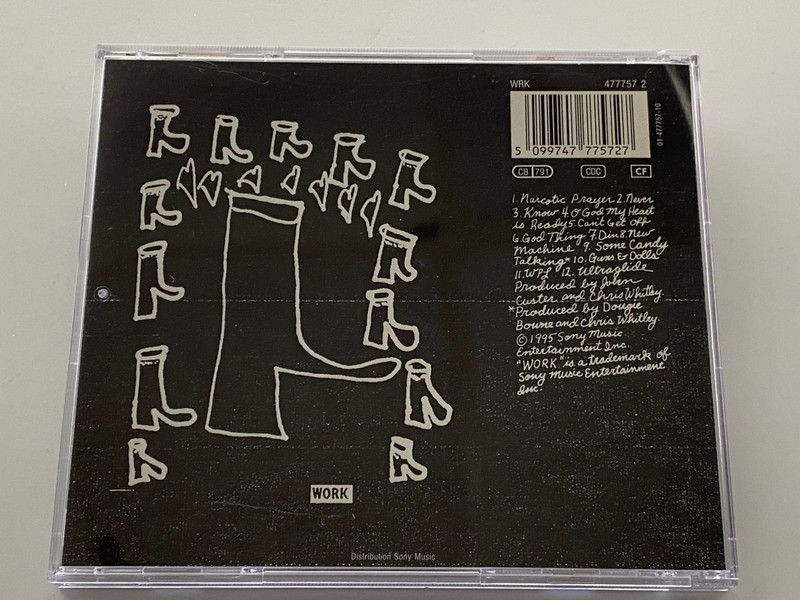 WRK 477757 2
5 099747 775727
01-477757-10
CB 791 CDC CF
1. Narcotic Prayer 2. Never
3. Know 4. O God My Heart
is Ready 5. Can't Get Off
6. God Thing 7. Din 8. New
Machine 9. Some Candy
Talking* 10. Guns & Dolls
11. WPL 12. Ultraglide
Produced by John
Custer and Chris Whitley.
*Produced by Dougie
Bowne and Chris Whitley.
© 1995 Sony Music
Entertainment Inc.
"WORK" is a trademark of
Sony Music Entertainment
Inc.
WORK
Distribution Sony Music